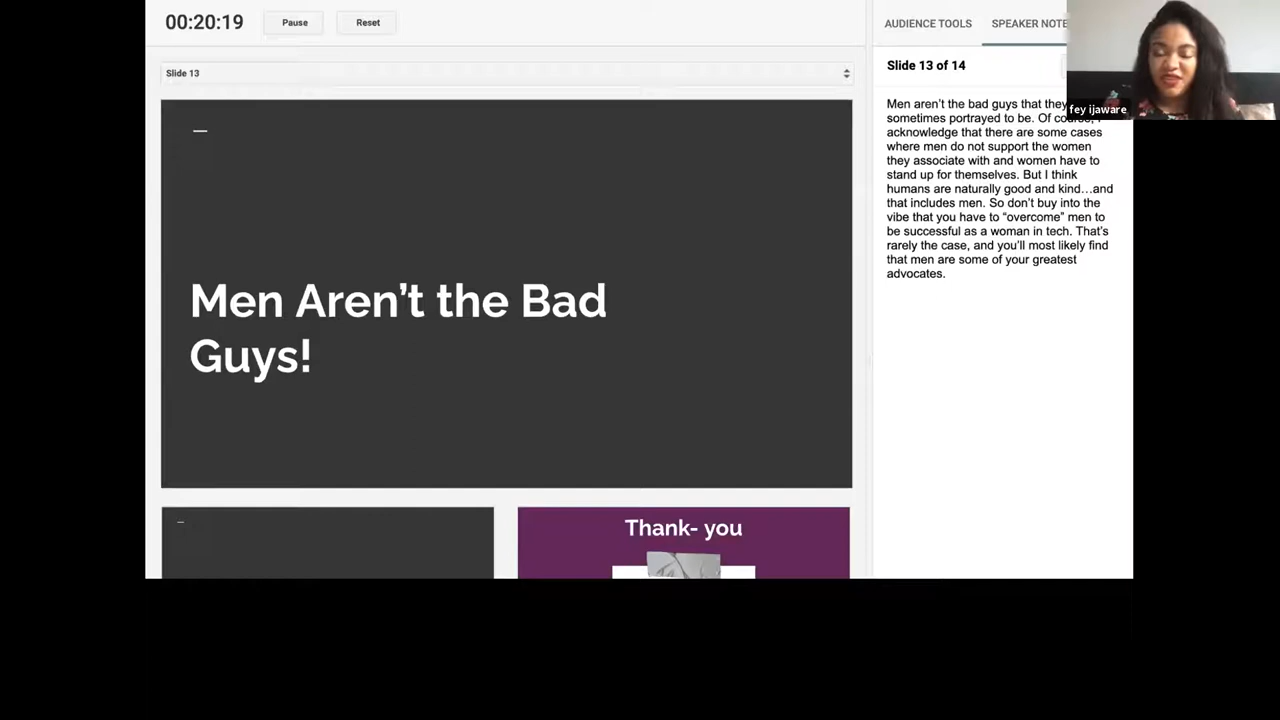 00:20:19
Pause
Reset
AUDIENCE TOOLS
SPEAKER NOTE
Slide 13
Slide 13 of 14
Men Aren't the Bad
Guys!
Thank- you
Men aren't the bad guys that they
sometimes portrayed to be. Of course, I
acknowledge that there are some cases
where men do not support the women
they associate with and women have to
stand up for themselves. But I think
humans are naturally good and kind…and
that includes men. So don't buy into the
vibe that you have to "overcome" men to
be successful as a woman in tech. That's
rarely the case, and you'll most likely find
that men are some of your greatest
advocates.
fey ijaware